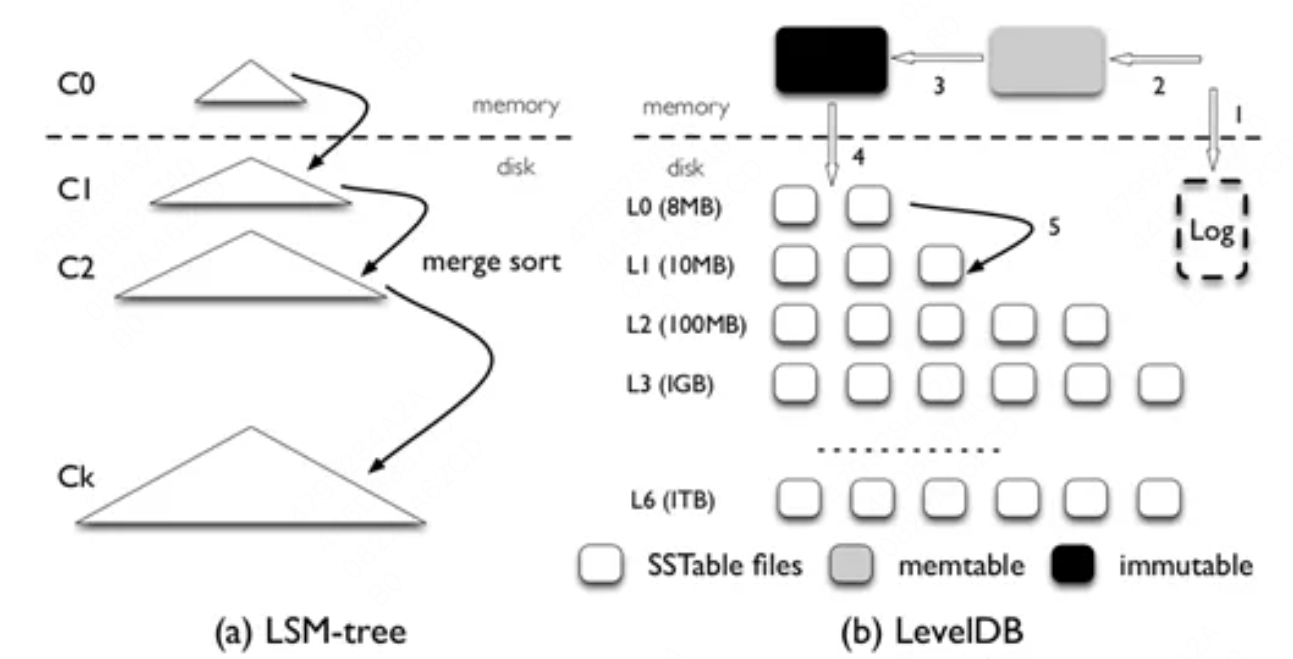 C0
memory
disk
C1
C2
merge sort
Ck
(a) LSM-tree
3
2
memory
1
disk
4
L0 (8MB)
5
Log
L1 (10MB)
L2 (100MB)
L3 (1GB)
L6 (1TB)
SSTable files
memtable
immutable
(b) LevelDB